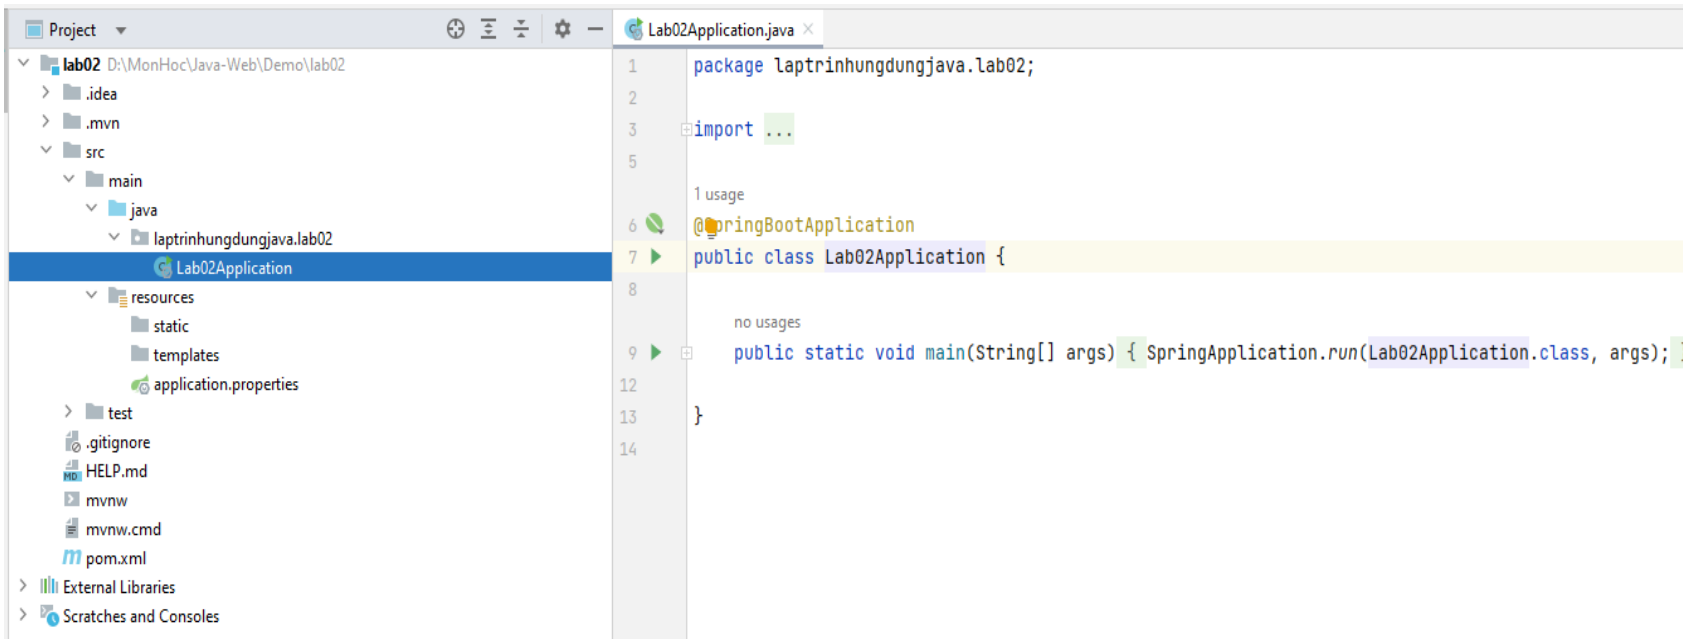 Project
lab02 D:\MonHoc\Java-Web\Demo\lab02
.idea
.mvn
src
main
java
laptrinhungdungjava.lab02
Lab02Application
resources
static
templates
application.properties
test
.gitignore
HELP.md
mvnw
mvnw.cmd
pom.xml
External Libraries
Scratches and Consoles
Lab02Application.java
1 package laptrinhungdungjava.lab02;
2
3 import ...
5
1 usage
6 @SpringBootApplication
7 public class Lab02Application {
8
no usages
9 public static void main(String[] args) { SpringApplication.run(Lab02Application.class, args); }
12
13 }
14